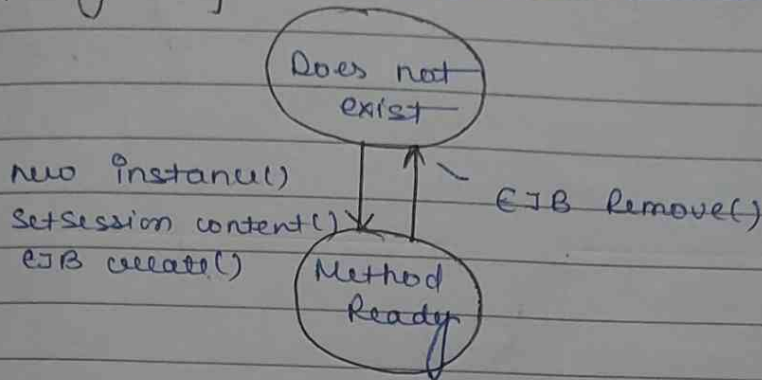 Does not
exist
new instance()
setsession content()
EJB create()
EJB Remove()
Method
Ready